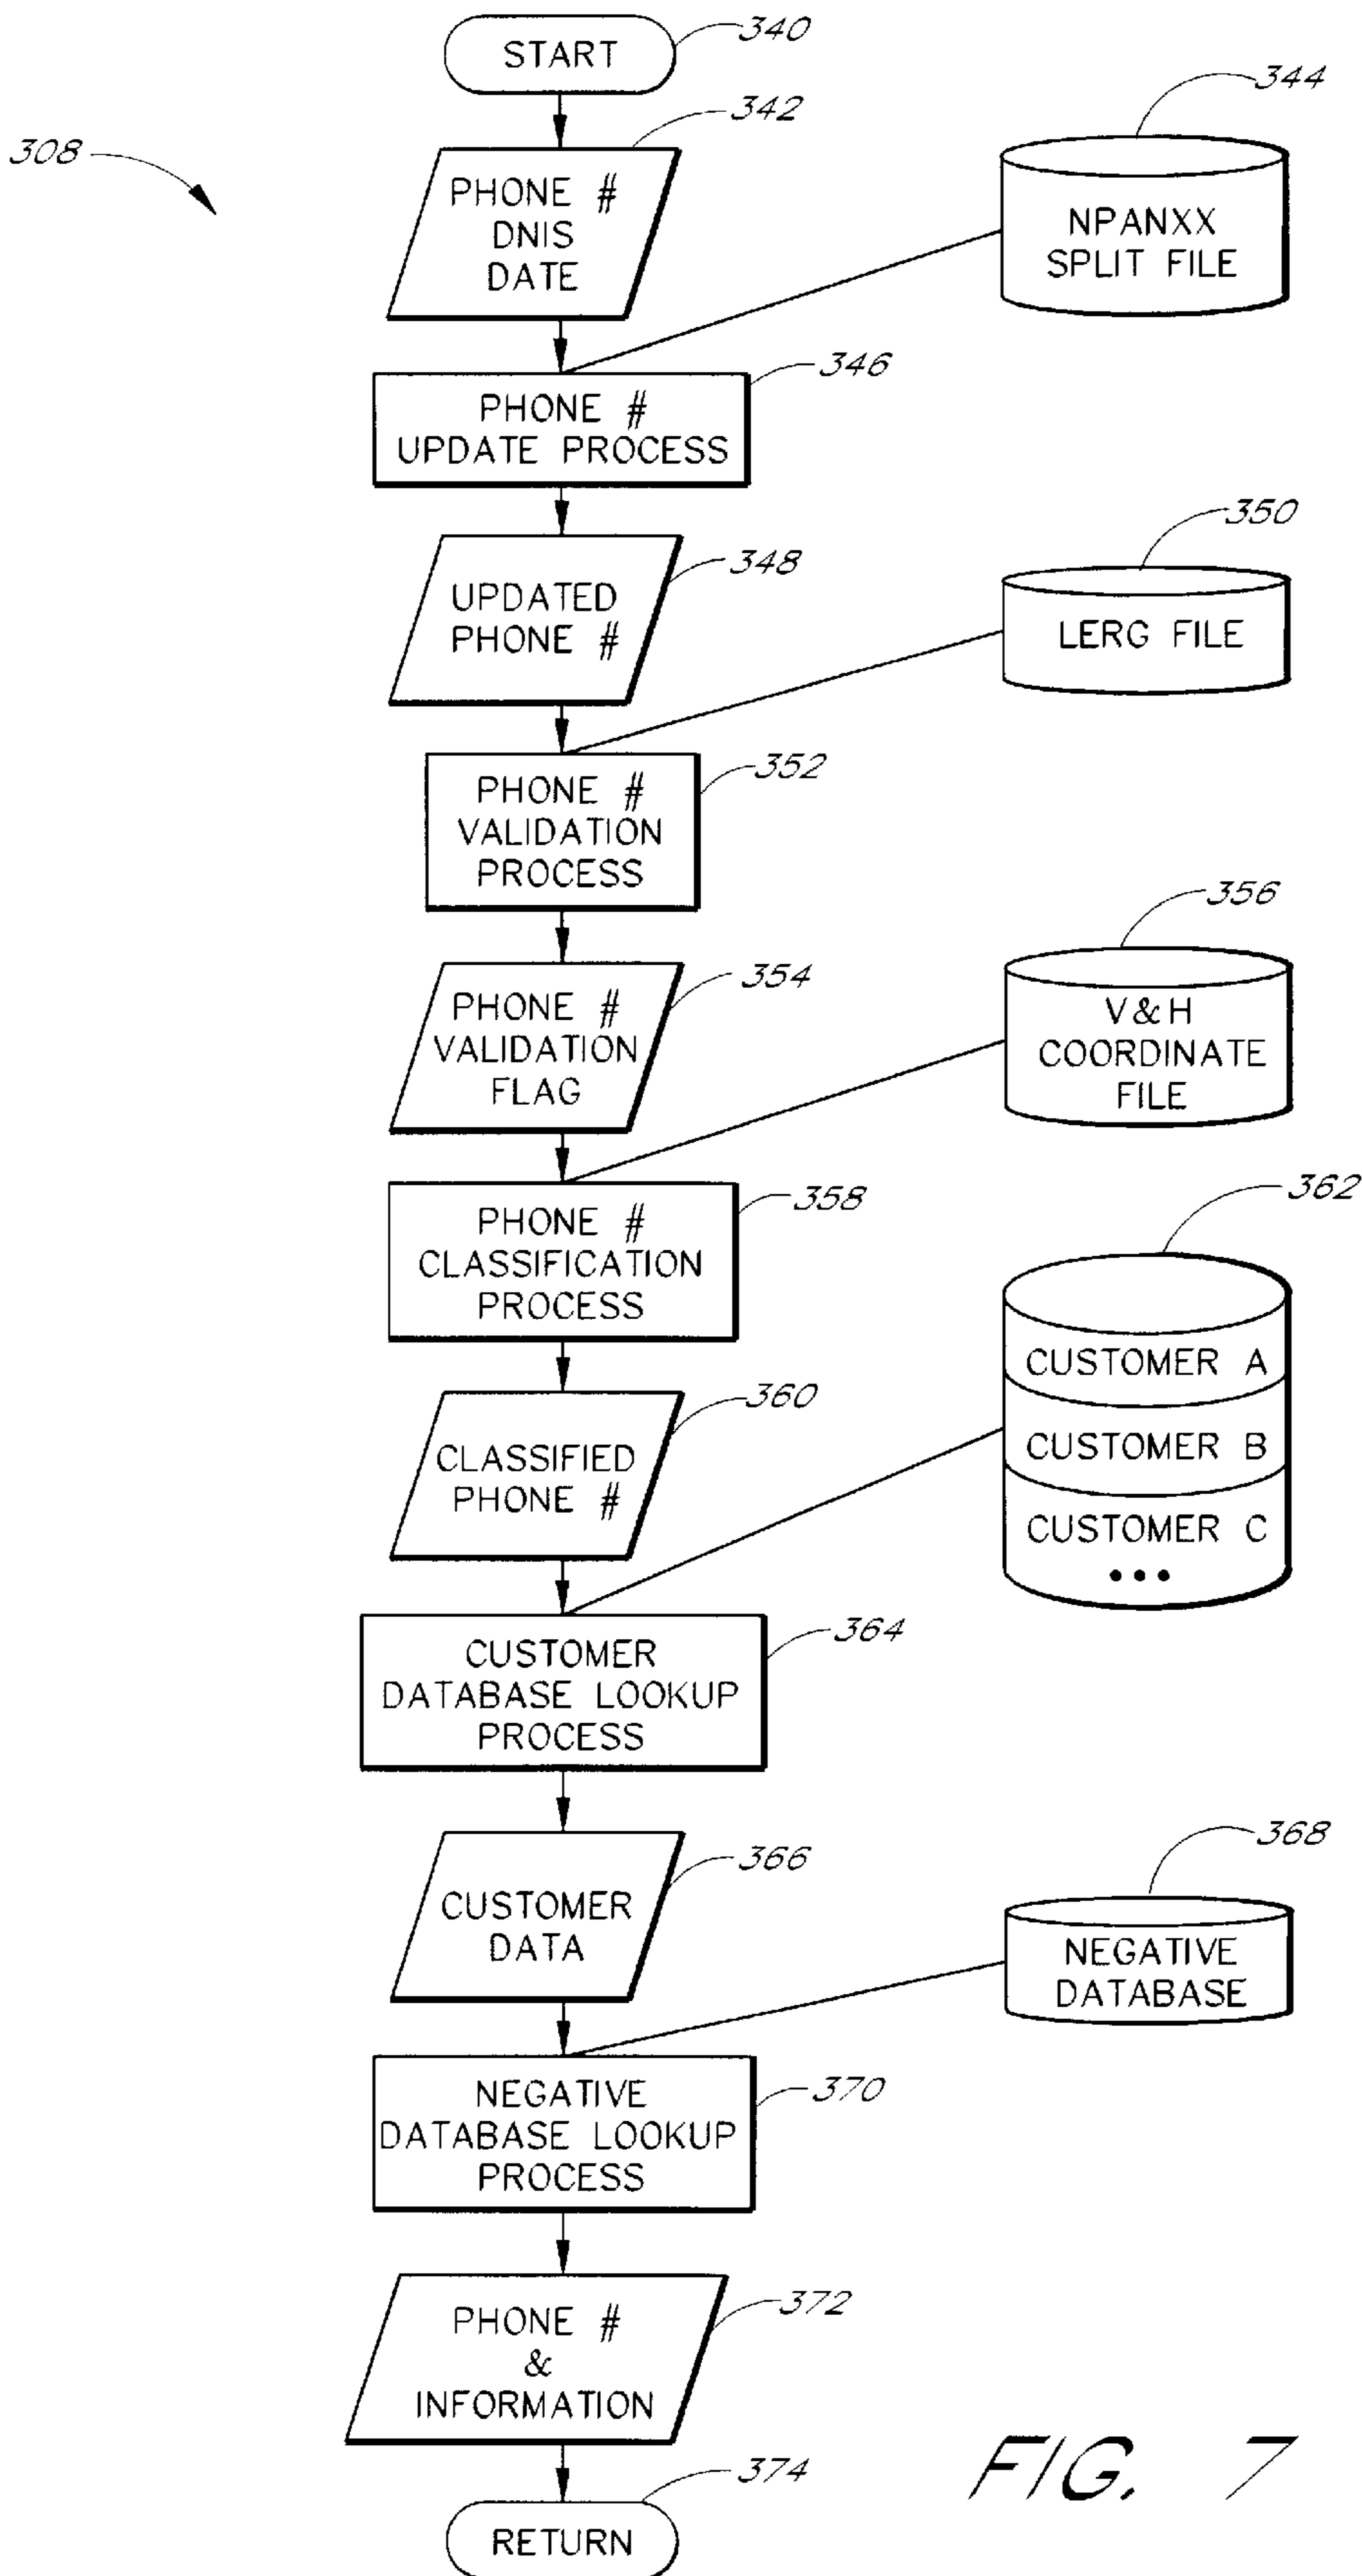 START
340
308
342
PHONE #
DNIS
DATE
344
NPANXX
SPLIT FILE
346
PHONE #
UPDATE PROCESS
348
UPDATED
PHONE #
350
LERG FILE
352
PHONE #
VALIDATION
PROCESS
354
PHONE #
VALIDATION
FLAG
356
V&H
COORDINATE
FILE
358
PHONE #
CLASSIFICATION
PROCESS
360
CLASSIFIED
PHONE #
362
CUSTOMER A
CUSTOMER B
CUSTOMER C
•••
364
CUSTOMER
DATABASE LOOKUP
PROCESS
366
CUSTOMER
DATA
368
NEGATIVE
DATABASE
370
NEGATIVE
DATABASE LOOKUP
PROCESS
372
PHONE #
&
INFORMATION
374
RETURN
FIG. 7